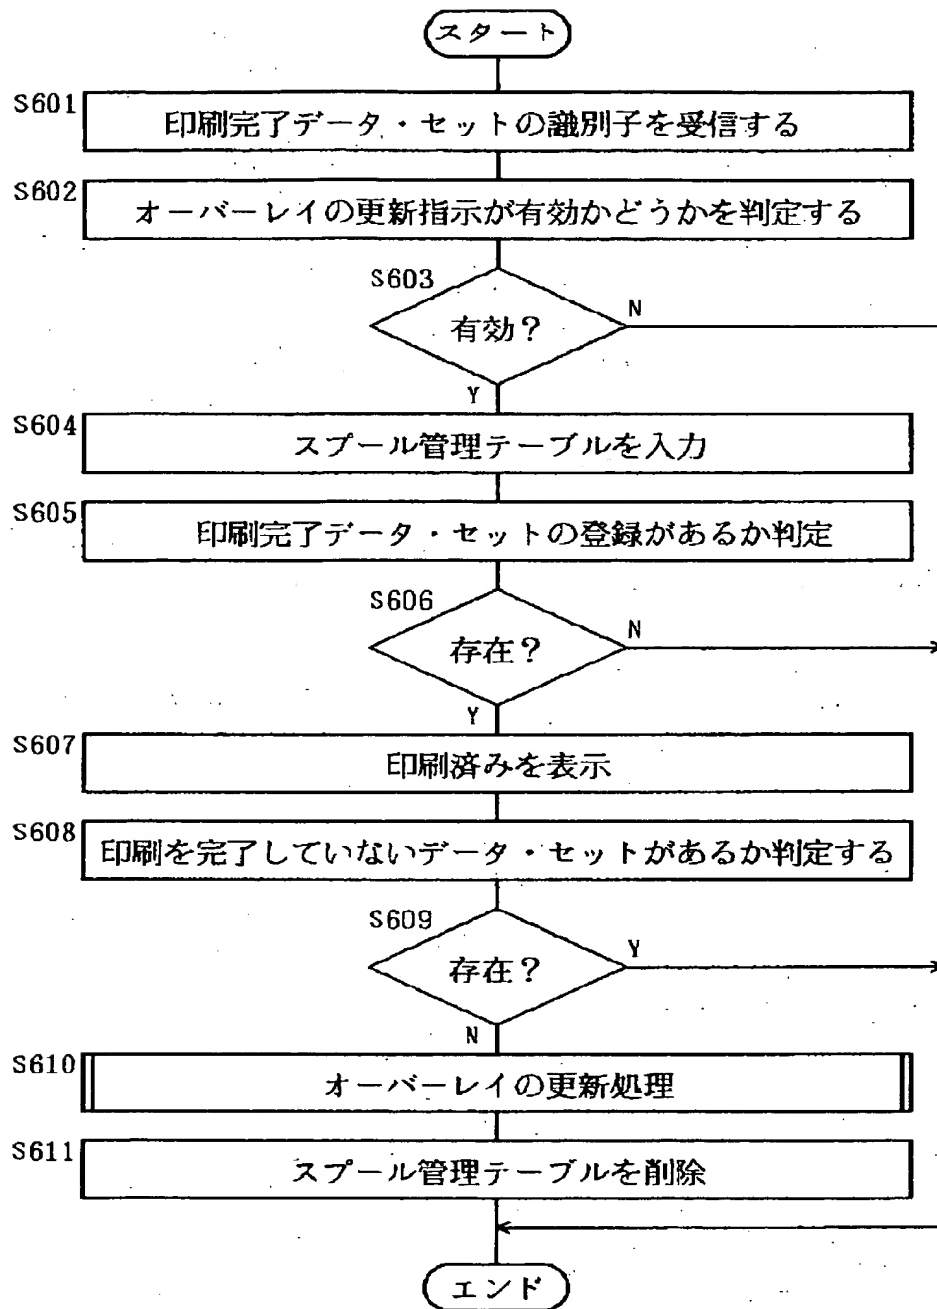 スタート
S601
印刷完了データ・セットの識別子を受信する
S602
オーバーレイの更新指示が有効かどうかを判定する
S603
有効?
N
Y
S604
スプール管理テーブルを入力
S605
印刷完了データ・セットの登録があるか判定
S606
存在?
N
Y
S607
印刷済みを表示
S608
印刷を完了していないデータ・セットがあるか判定する
S609
存在?
Y
N
S610
オーバーレイの更新処理
S611
スプール管理テーブルを削除
エンド